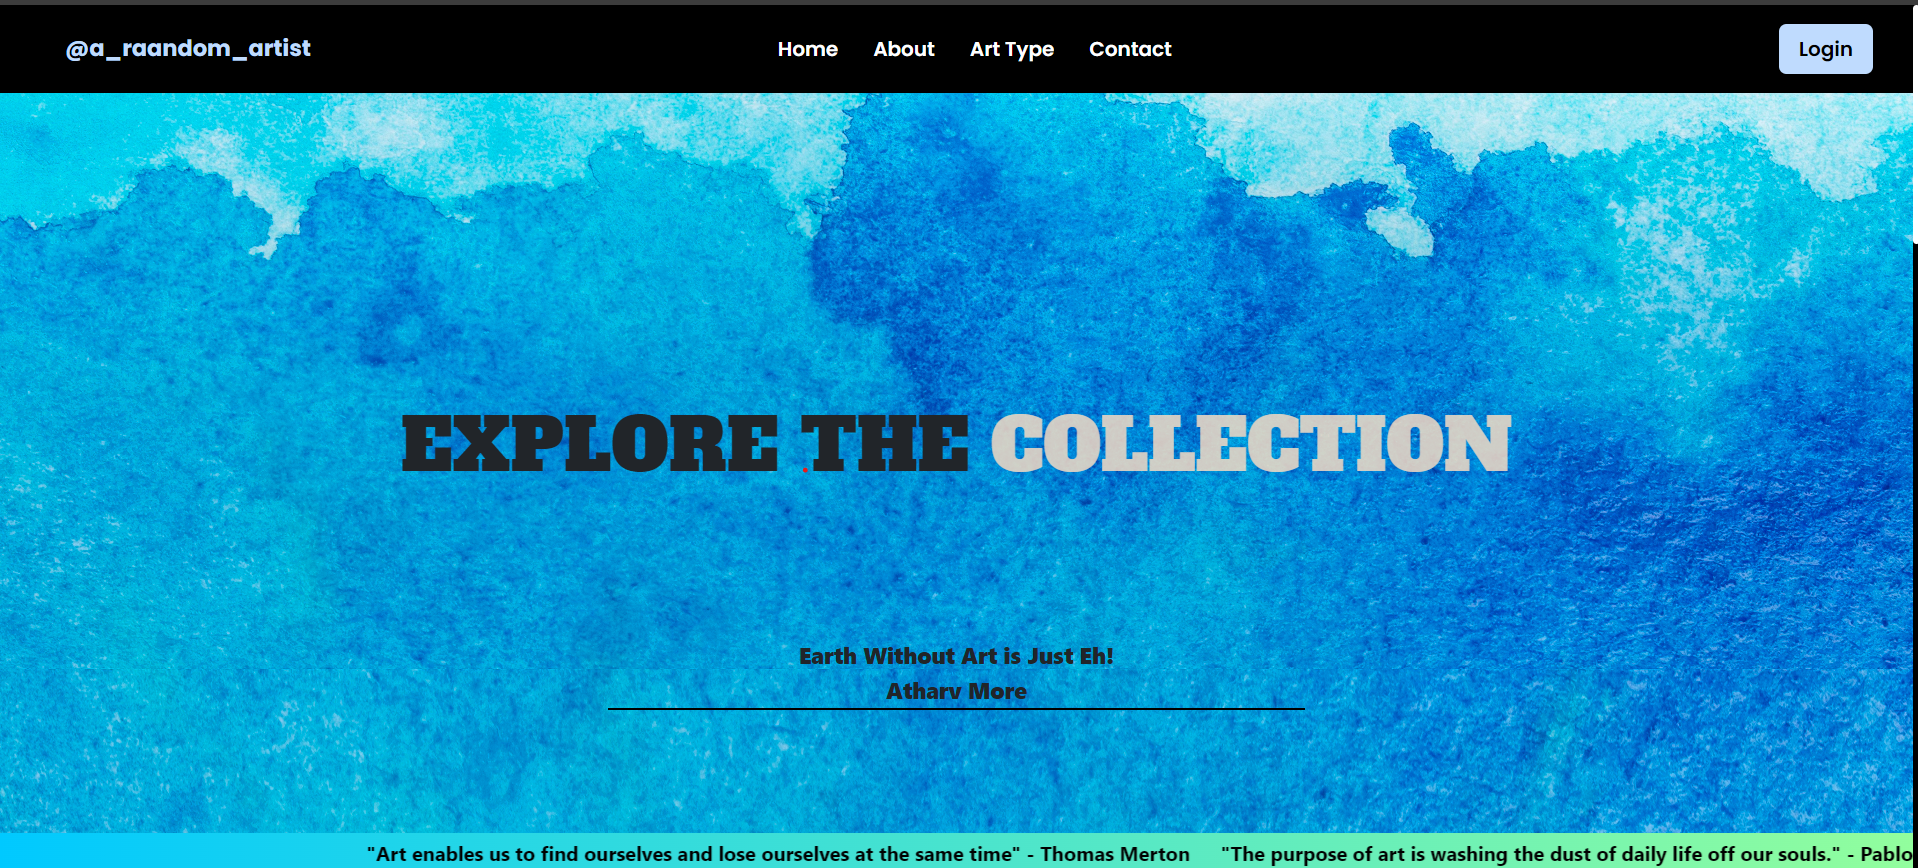 @a_raandom_artist
Home About Art Type Contact
Login
EXPLORE THE COLLECTION
Earth Without Art is Just Eh!
Atharv More
"Art enables us to find ourselves and lose ourselves at the same time" - Thomas Merton "The purpose of art is washing the dust of daily life off our souls." - Pablo